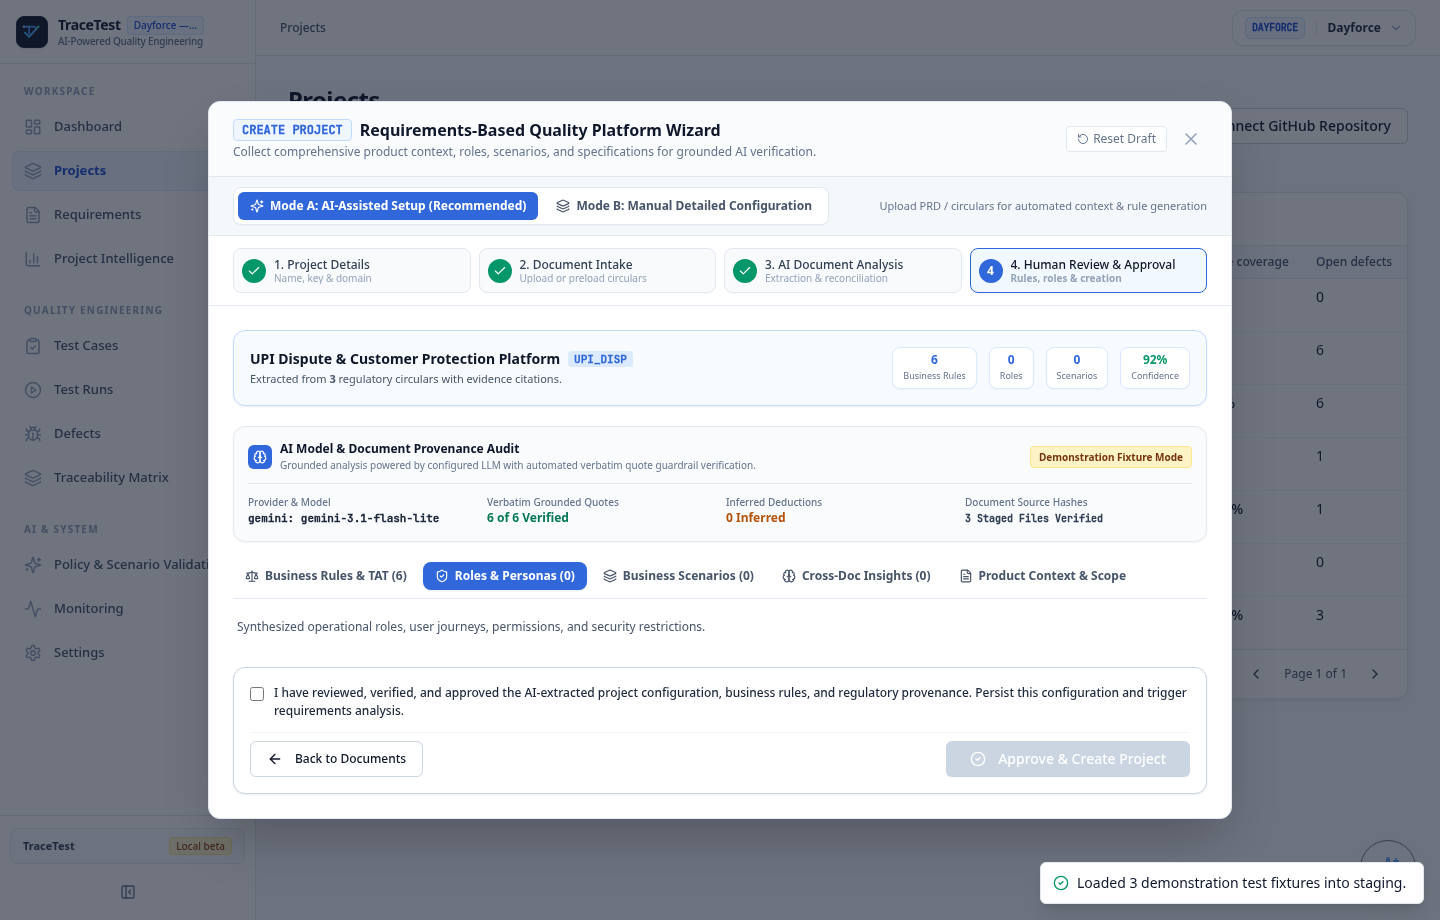 TraceTest
Dayforce —...
AI-Powered Quality Engineering
Projects
DAYFORCE
Dayforce
WORKSPACE
Dashboard
Projects
Requirements
Project Intelligence
QUALITY ENGINEERING
Test Cases
Test Runs
Defects
Traceability Matrix
AI & SYSTEM
Policy & Scenario Validati
Monitoring
Settings
TraceTest
Local beta
Projects
nnect GitHub Repository
e coverage
Open defects
0
6
6
1
%
1
0
%
3
Page 1 of 1
CREATE PROJECT
Requirements-Based Quality Platform Wizard
Collect comprehensive product context, roles, scenarios, and specifications for grounded AI verification.
Reset Draft
Mode A: AI-Assisted Setup (Recommended)
Mode B: Manual Detailed Configuration
Upload PRD / circulars for automated context & rule generation
1. Project Details
Name, key & domain
2. Document Intake
Upload or preload circulars
3. AI Document Analysis
Extraction & reconciliation
4
4. Human Review & Approval
Rules, roles & creation
UPI Dispute & Customer Protection Platform
UPI_DISP
Extracted from 3 regulatory circulars with evidence citations.
6
Business Rules
0
Roles
0
Scenarios
92%
Confidence
AI Model & Document Provenance Audit
Grounded analysis powered by configured LLM with automated verbatim quote guardrail verification.
Demonstration Fixture Mode
Provider & Model
gemini: gemini-3.1-flash-lite
Verbatim Grounded Quotes
6 of 6 Verified
Inferred Deductions
0 Inferred
Document Source Hashes
3 Staged Files Verified
Business Rules & TAT (6)
Roles & Personas (0)
Business Scenarios (0)
Cross-Doc Insights (0)
Product Context & Scope
Synthesized operational roles, user journeys, permissions, and security restrictions.
I have reviewed, verified, and approved the AI-extracted project configuration, business rules, and regulatory provenance. Persist this configuration and trigger
requirements analysis.
Back to Documents
Approve & Create Project
Loaded 3 demonstration test fixtures into staging.